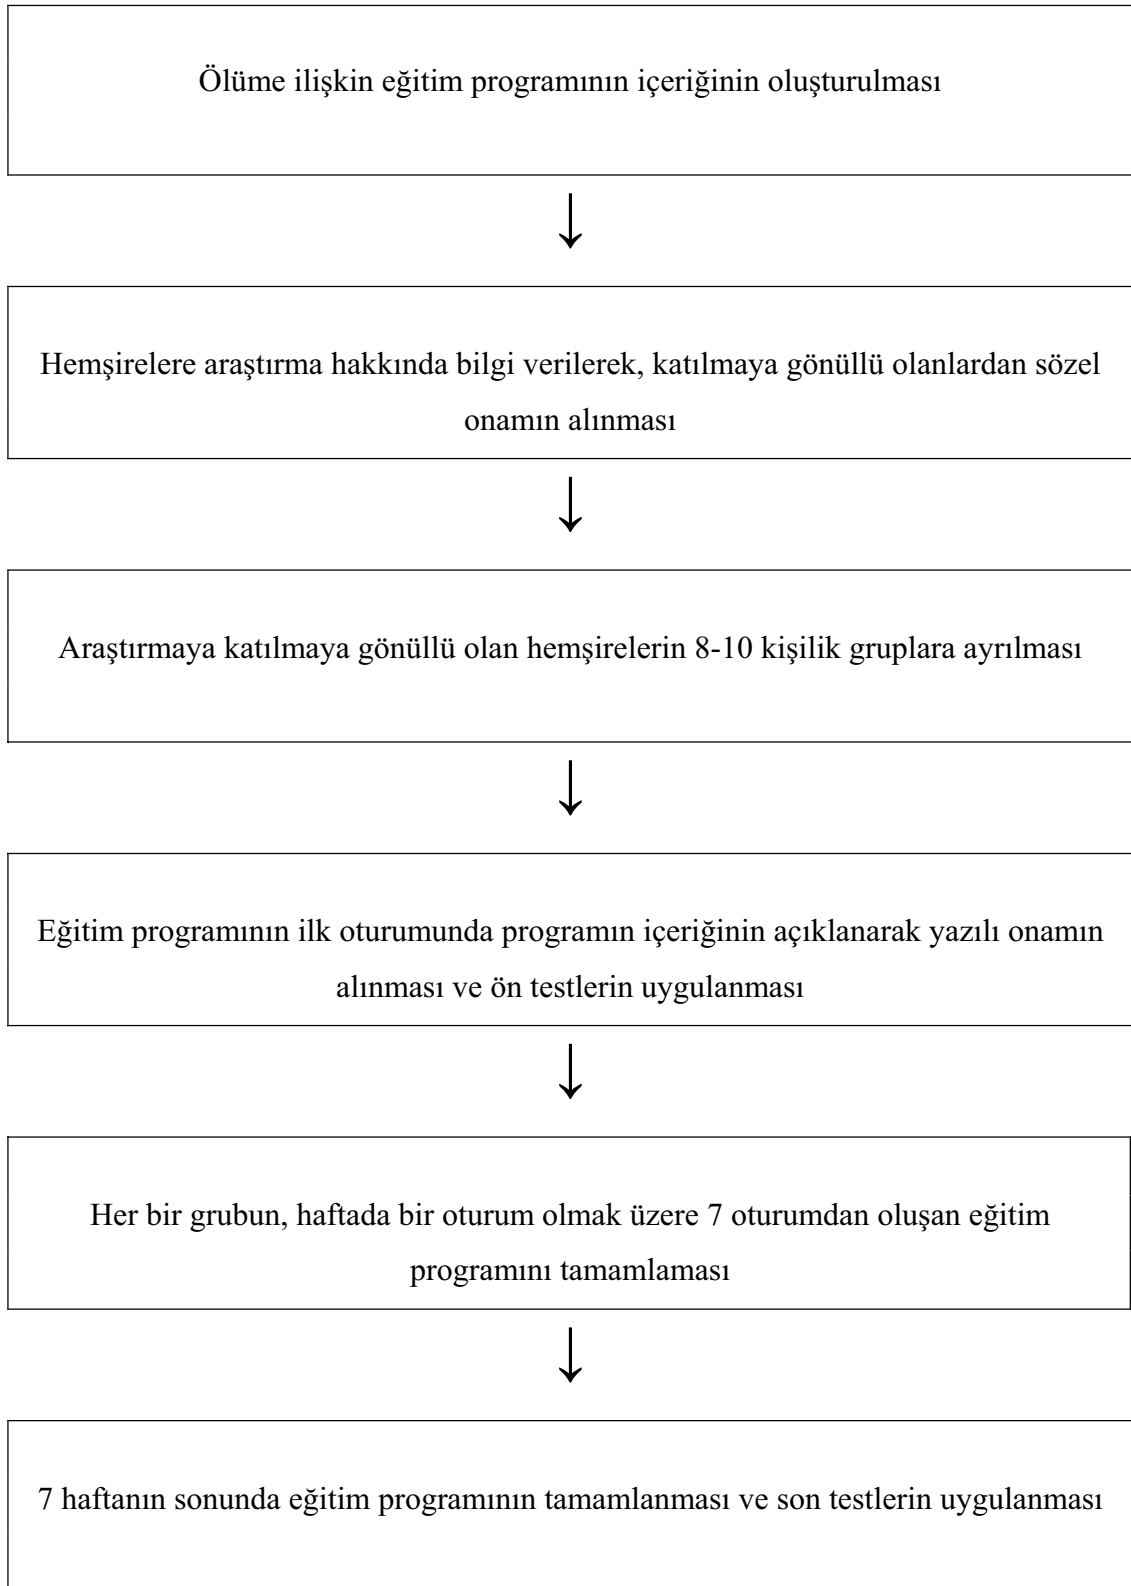 Ölüme ilişkin eğitim programının içeriğinin oluşturulması
Hemşirelere araştırma hakkında bilgi verilerek, katılmaya gönüllü olanlardan sözel
onamın alınması
Araştırmaya katılmaya gönüllü olan hemşirelerin 8-10 kişilik gruplara ayrılması
Eğitim programının ilk oturumunda programın içeriğinin açıklanarak yazılı onamın
alınması ve ön testlerin uygulanması
Her bir grubun, haftada bir oturum olmak üzere 7 oturumdan oluşan eğitim
programını tamamlaması
7 haftanın sonunda eğitim programının tamamlanması ve son testlerin uygulanması